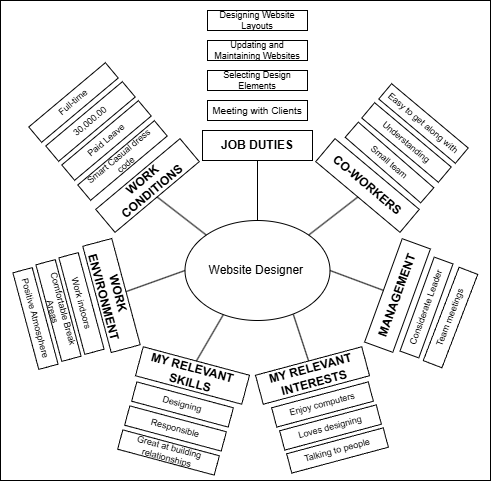 Designing Website
Layouts
Updating and
Maintaining Websites
Selecting Design
Elements
Meeting with Clients
JOB DUTIES
Easy to get along with
Understanding
Small team
CO-WORKERS
Full-time
30,000.00
Paid Leave
Smart Casual dress
code
WORK
CONDITIONS
Website Designer
MANAGEMENT
Considerate Leader
Team meetings
WORK
ENVIRONMENT
Work indoors
Comfortable Break
Areas
Positive Atmosphere
MY RELEVANT
SKILLS
Designing
Responsible
Great at building
relationships
MY RELEVANT
INTERESTS
Enjoy computers
Loves designing
Talking to people